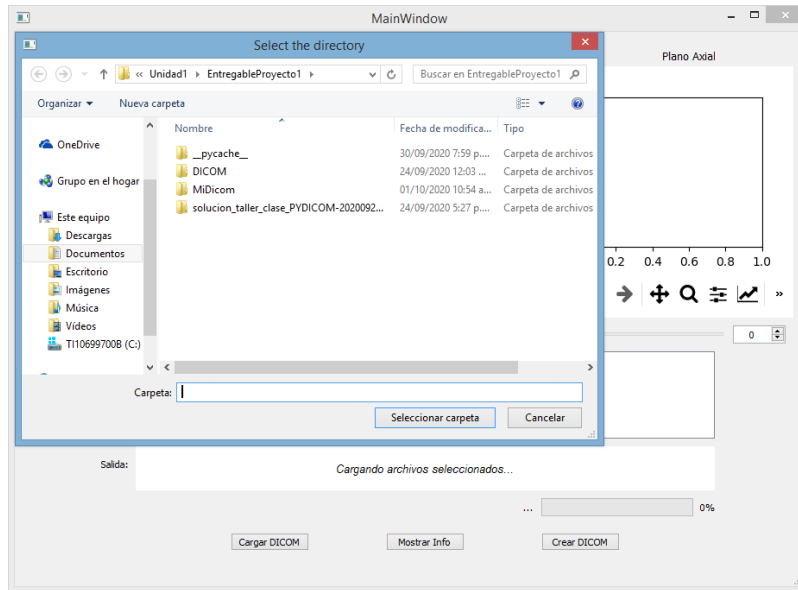 MainWindow
Select the directory
Plano Axial
« Unidad1 EntregableProyecto1
Buscar en EntregableProyecto1
Organizar Nueva carpeta
Nombre Fecha de modifica... Tipo
OneDrive
Grupo en el hogar
Este equipo
Descargas
Documentos
Escritorio
Imágenes
Música
Vídeos
TI10699700B (C:)
__pycache__ 30/09/2020 7:59 p.... Carpeta de archivos
DICOM 24/09/2020 12:03 ... Carpeta de archivos
MiDicom 01/10/2020 10:54 a... Carpeta de archivos
solucion_taller_clase_PYDICOM-2020092... 24/09/2020 5:27 p.... Carpeta de archivos
0.2 0.4 0.6 0.8 1.0
»
0
Carpeta:
Seleccionar carpeta Cancelar
Salida: Cargando archivos seleccionados...
... 0%
Cargar DICOM Mostrar Info Crear DICOM